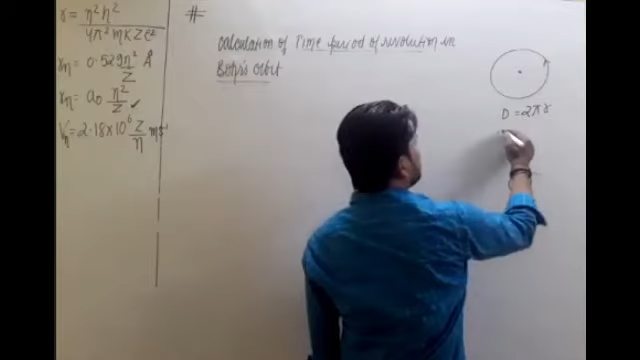 r = n²h² / 4π²mKZe²
rn = 0.529 n²/Z Å
rn = a₀ n²/Z ✓
Vn = 2.18×10⁶ Z/n ms⁻¹
#
Calculation of Time period of revolution in
Bohr's orbit
D = 2πr